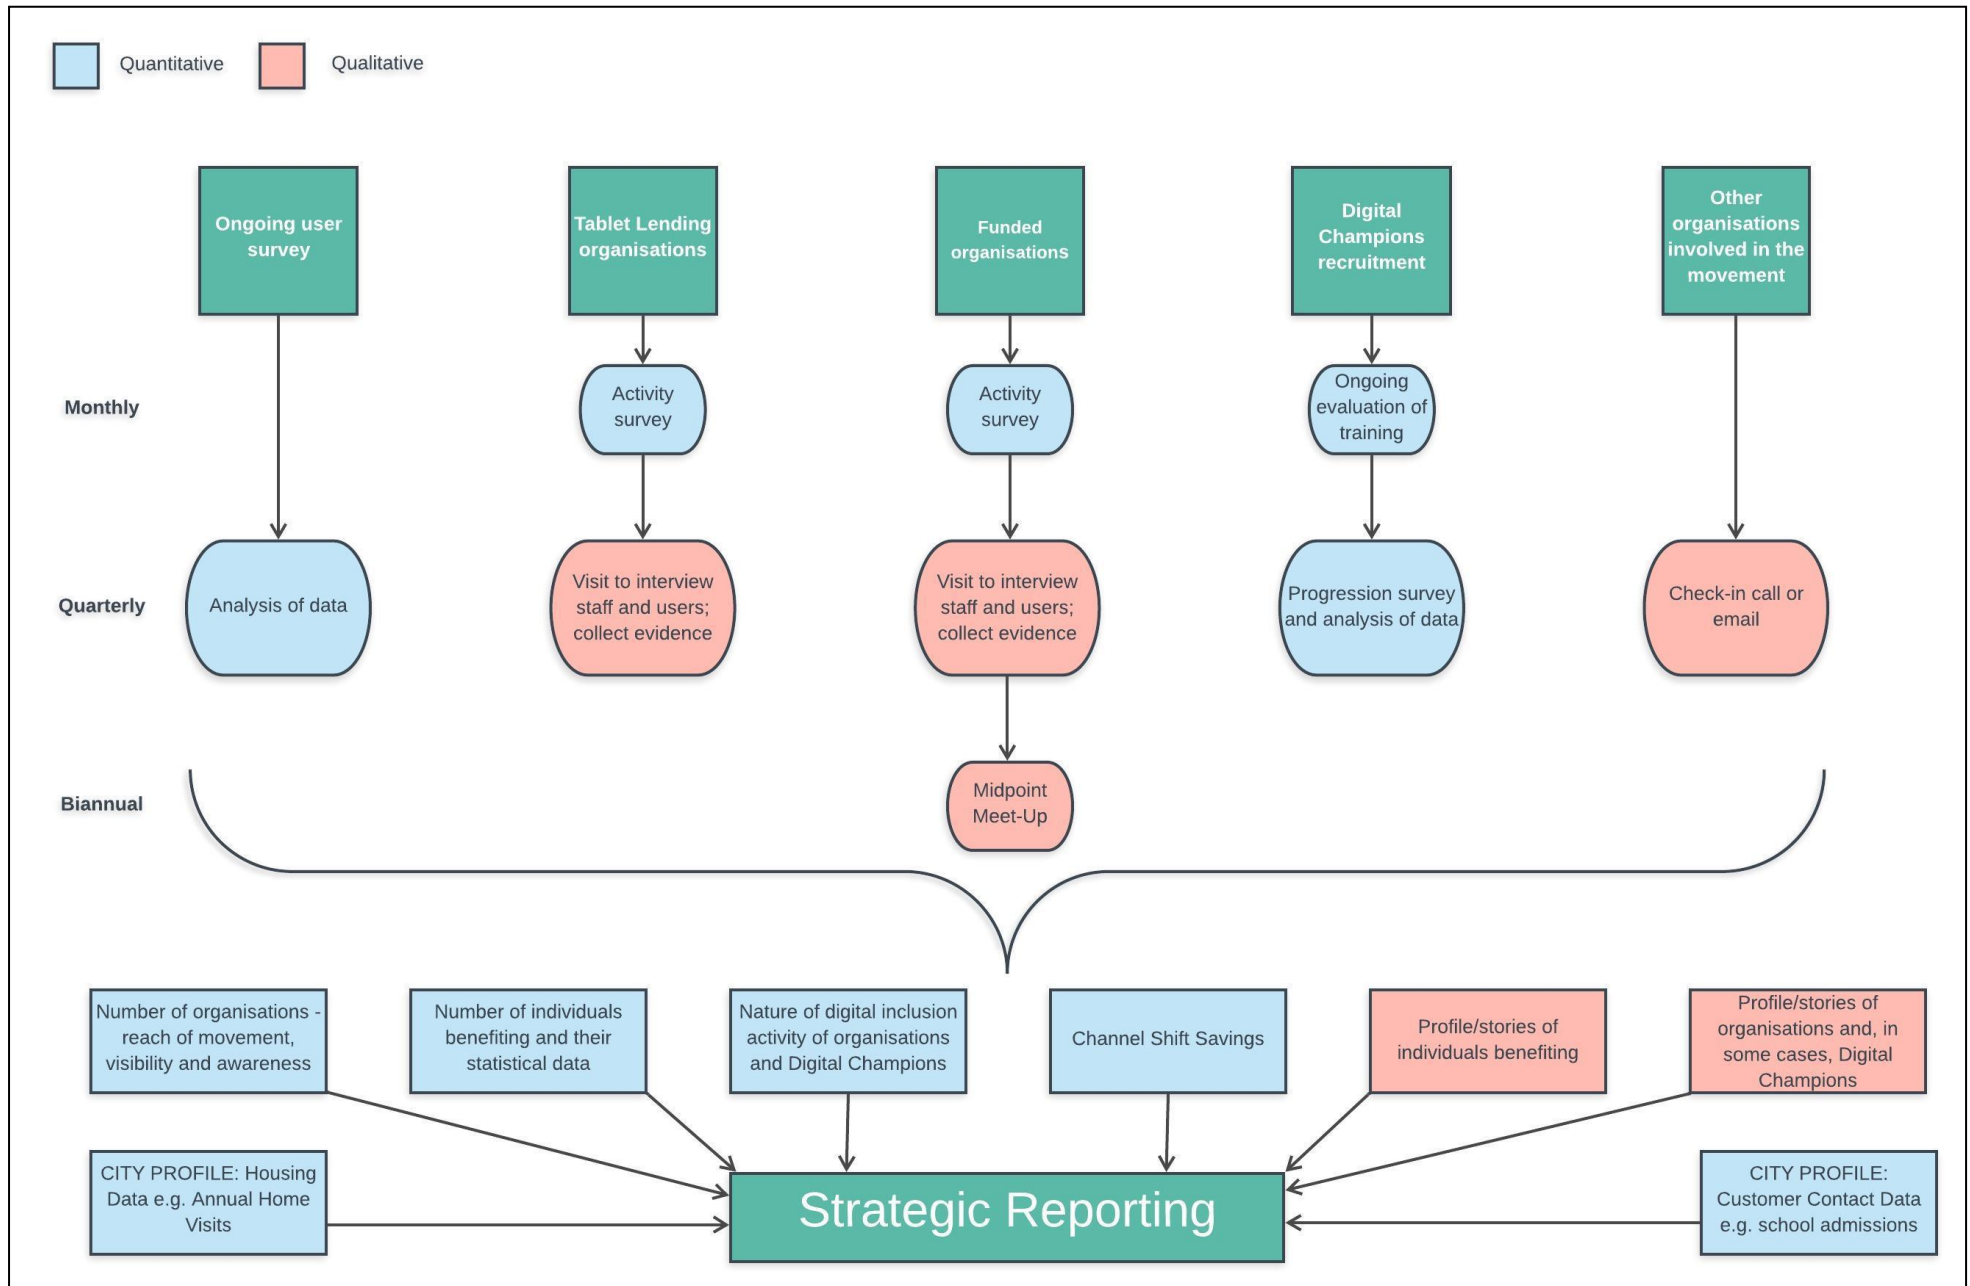 Quantitative
Qualitative
Ongoing user
survey
Tablet Lending
organisations
Funded
organisations
Digital
Champions
recruitment
Other
organisations
involved in the
movement
Monthly
Activity
survey
Activity
survey
Ongoing
evaluation of
training
Quarterly
Analysis of data
Visit to interview
staff and users;
collect evidence
Visit to interview
staff and users;
collect evidence
Progression survey
and analysis of data
Check-in call or
email
Biannual
Midpoint
Meet-Up
Number of organisations -
reach of movement,
visibility and awareness
Number of individuals
benefiting and their
statistical data
Nature of digital inclusion
activity of organisations
and Digital Champions
Channel Shift Savings
Profile/stories of
individuals benefiting
Profile/stories of
organisations and, in
some cases, Digital
Champions
CITY PROFILE: Housing
Data e.g. Annual Home
Visits
Strategic Reporting
CITY PROFILE:
Customer Contact Data
e.g. school admissions